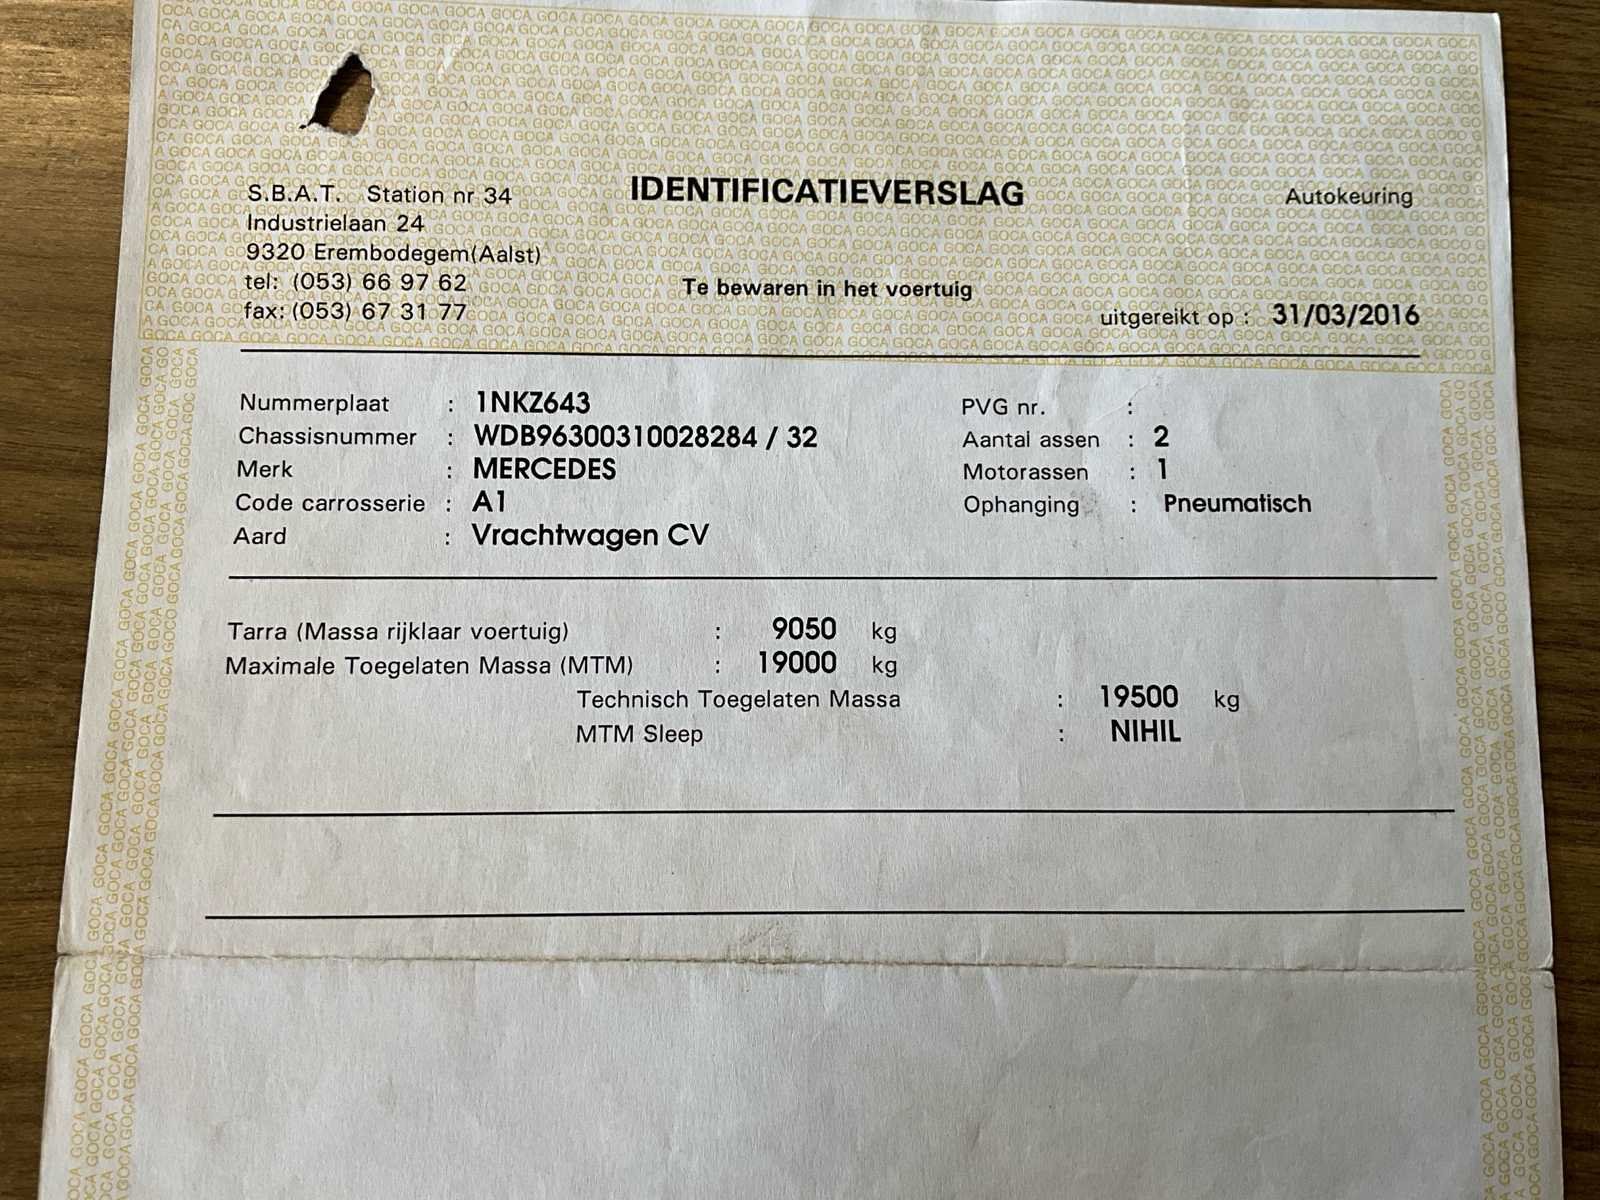 IDENTIFICATIEVERSLAG
Autokeuring
S.B.A.T. Station nr 34
Industrielaan 24
9320 Erembodegem(Aalst)
tel: (053) 66 97 62
fax: (053) 67 31 77
Te bewaren in het voertuig
uitgereikt op : 31/03/2016
Nummerplaat : 1NKZ643
Chassisnummer : WDB96300310028284 / 32
Merk : MERCEDES
Code carrosserie : A1
Aard : Vrachtwagen CV
PVG nr. :
Aantal assen : 2
Motorassen : 1
Ophanging : Pneumatisch
Tarra (Massa rijklaar voertuig) : 9050 kg
Maximale Toegelaten Massa (MTM) : 19000 kg
Technisch Toegelaten Massa : 19500 kg
MTM Sleep : NIHIL